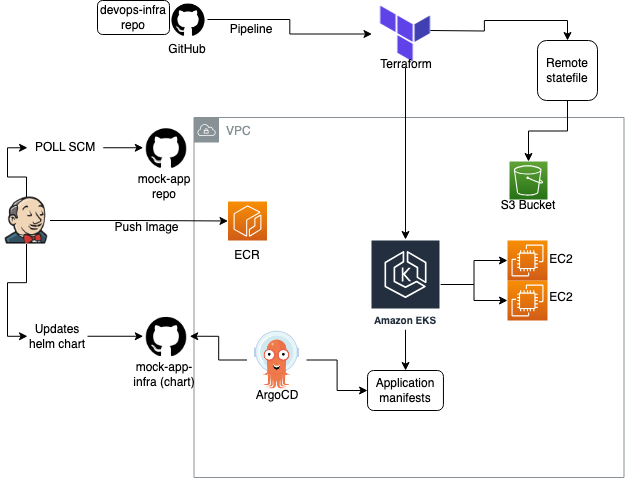 devops-infra
repo
GitHub
Pipeline
Terraform
Remote
statefile
VPC
POLL SCM
mock-app
repo
S3 Bucket
Push Image
ECR
EC2
EC2
K
Amazon EKS
Updates
helm chart
mock-app-
infra (chart)
ArgoCD
Application
manifests